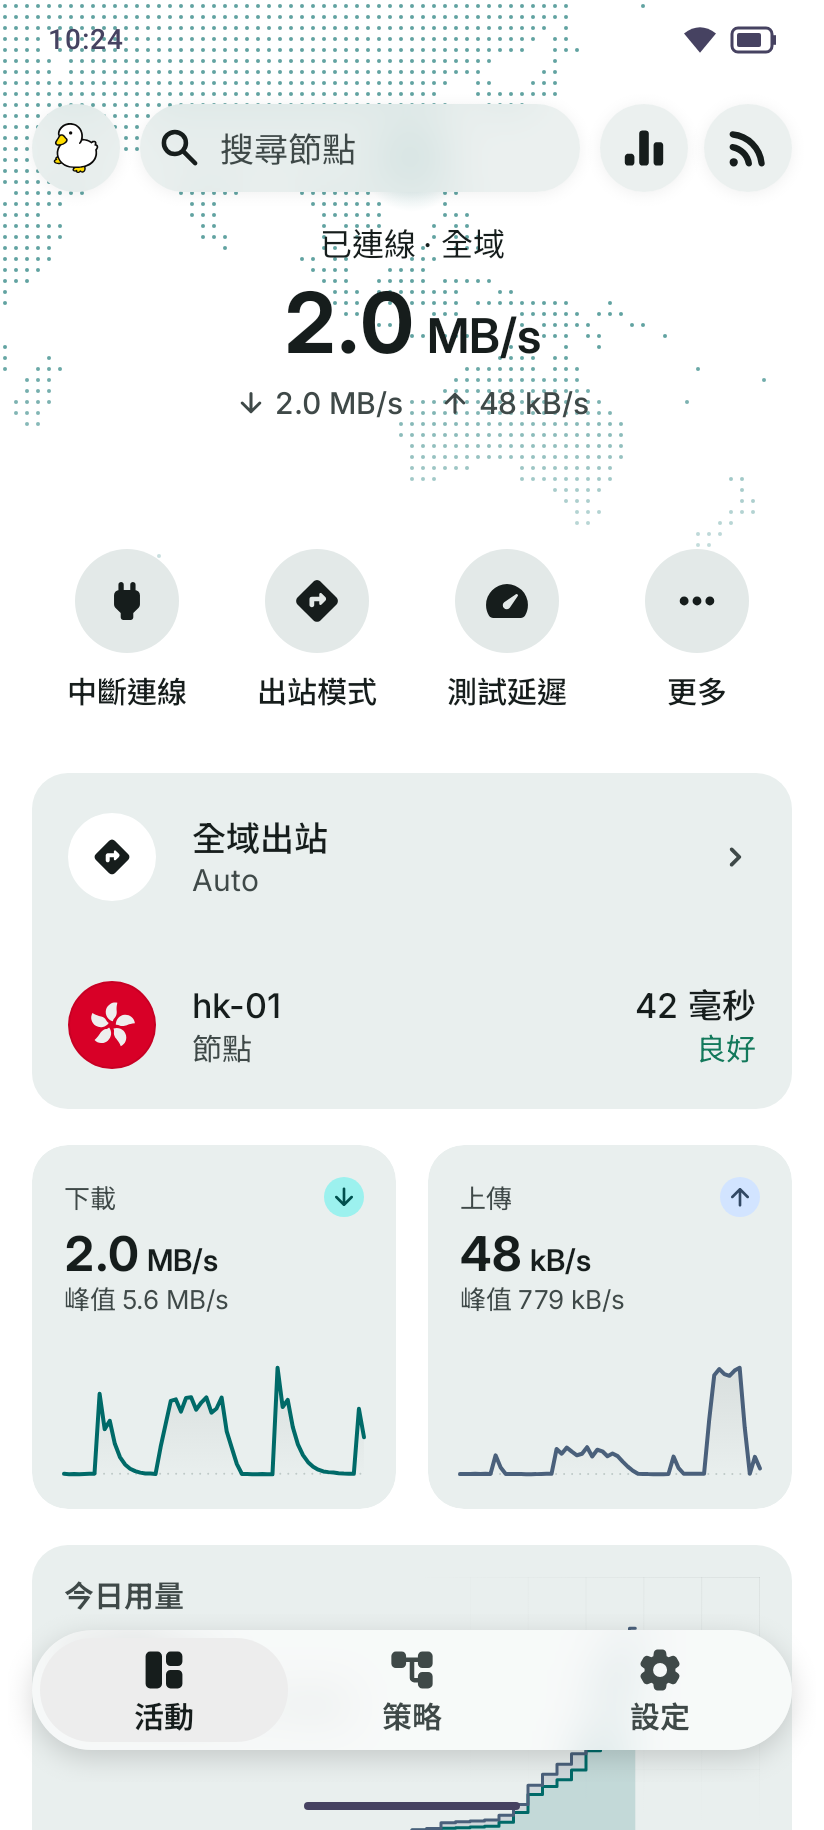 10:24
搜尋節點
已連線 · 全域
2.0 MB/s
↓ 2.0 MB/s ↑ 48 kB/s
中斷連線 出站模式 測試延遲 更多
全域出站
Auto
hk-01 42 毫秒
節點 良好
下載
2.0 MB/s
峰值 5.6 MB/s
上傳
48 kB/s
峰值 779 kB/s
今日用量
活動 策略 設定